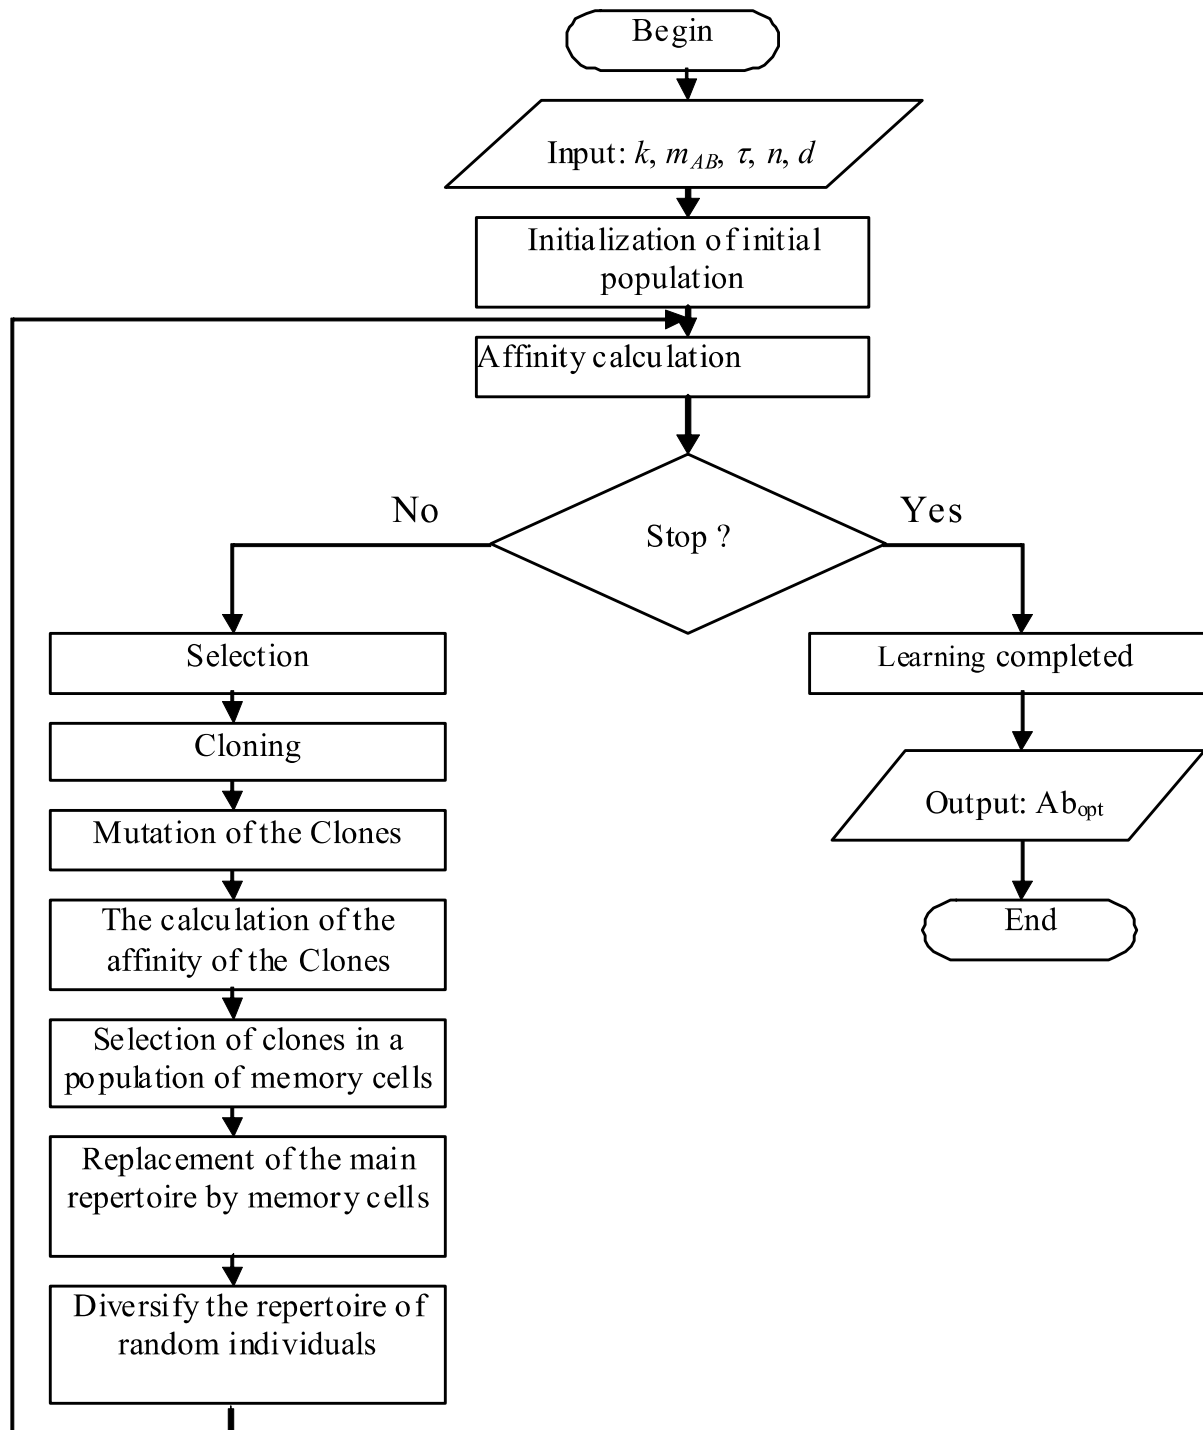 Begin
Input: k, m_AB, τ, n, d
Initialization of initial
population
Affinity calculation
No
Yes
Stop ?
Selection
Learning completed
Cloning
Output: Ab_opt
Mutation of the Clones
The calculation of the
affinity of the Clones
End
Selection of clones in a
population of memory cells
Replacement of the main
repertoire by memory cells
Diversify the repertoire of
random individuals